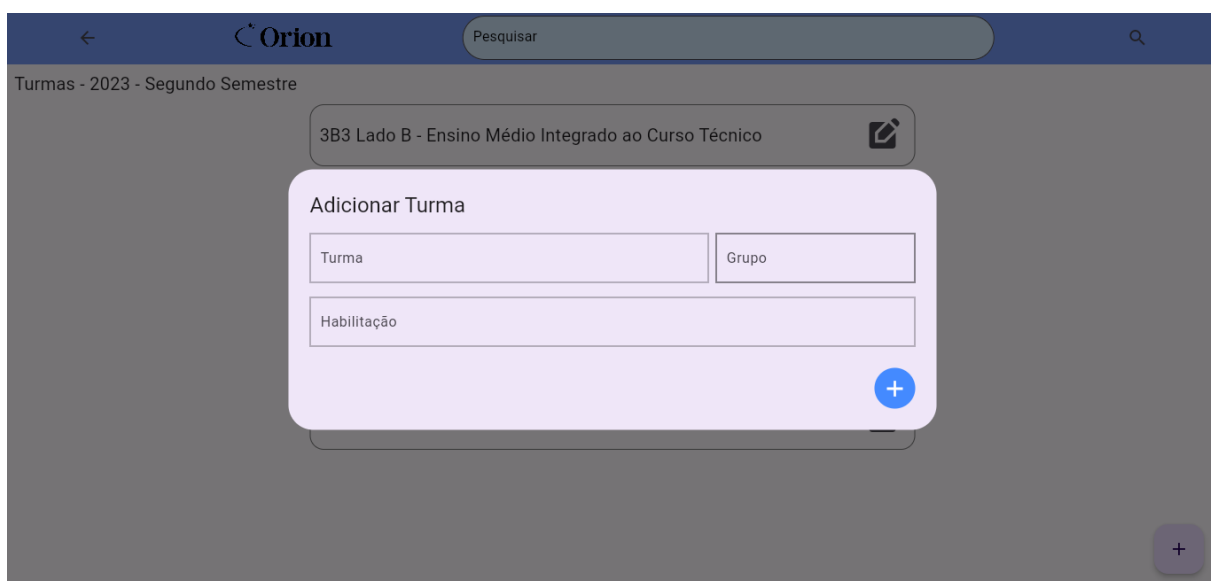 Orion
Pesquisar
Turmas - 2023 - Segundo Semestre
3B3 Lado B - Ensino Médio Integrado ao Curso Técnico
Adicionar Turma
Turma
Grupo
Habilitação